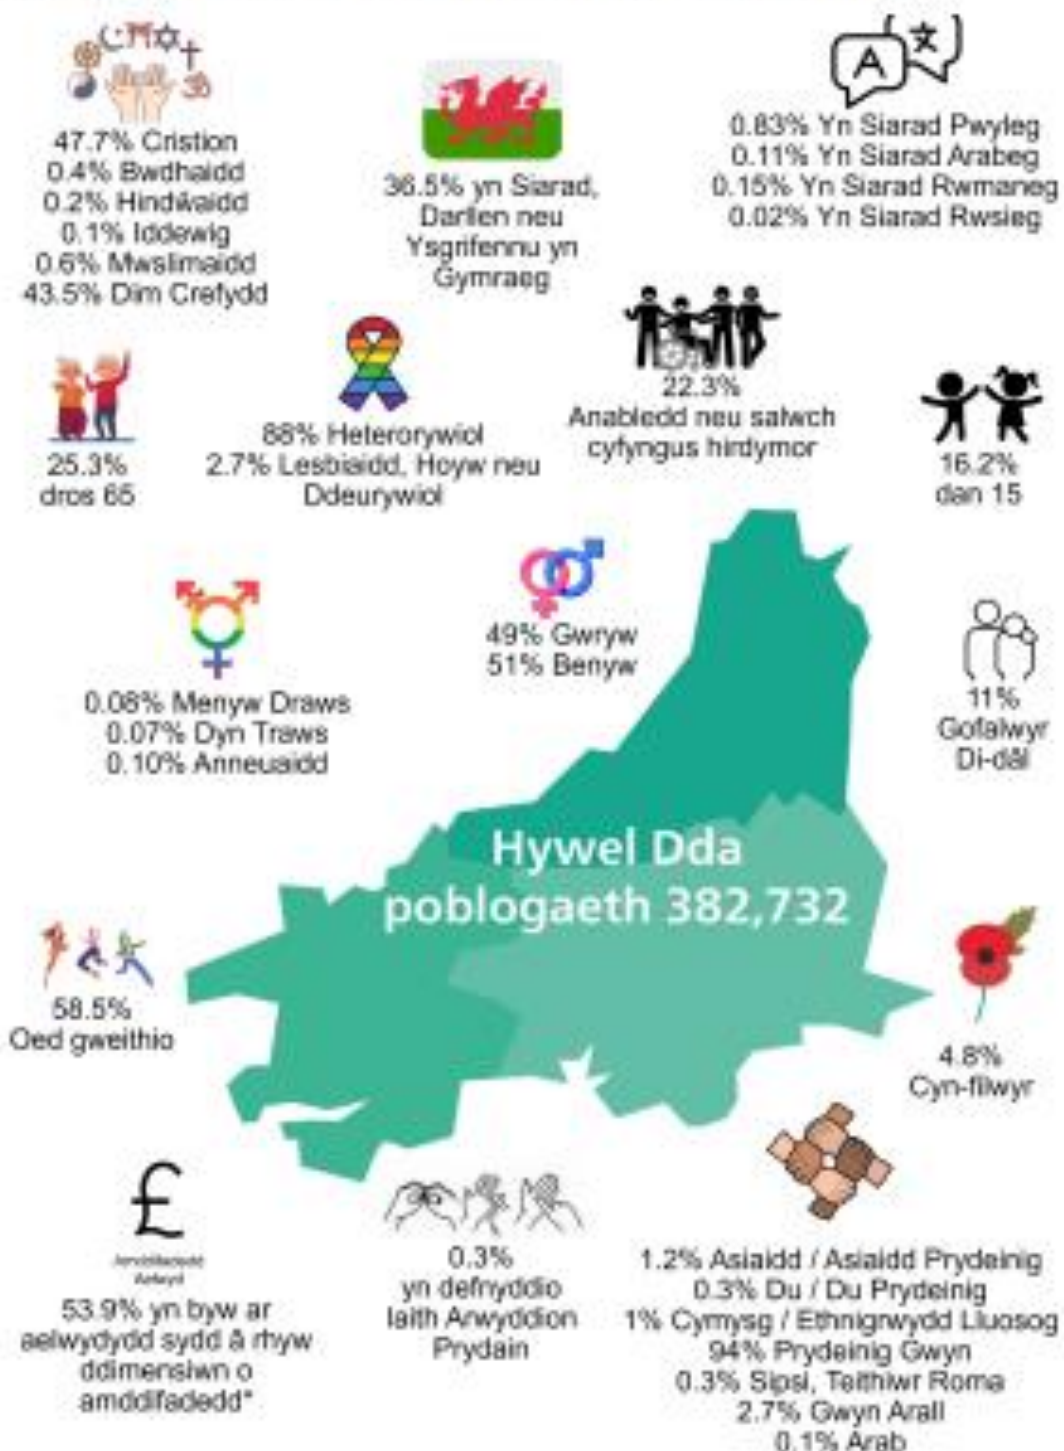 47.7% Cristion
0.4% Bwdhaidd
0.2% Hindŵaidd
0.1% Iddewig
0.6% Mwslimaidd
43.5% Dim Crefydd
36.5% yn Siarad,
Darllen neu
Ysgrifennu yn
Gymraeg
A 文
0.83% Yn Siarad Pwyleg
0.11% Yn Siarad Arabeg
0.15% Yn Siarad Rwmaneg
0.02% Yn Siarad Rwsieg
25.3%
dros 65
88% Heterorywiol
2.7% Lesbiaidd, Hoyw neu
Ddeurywiol
22.3%
Anabledd neu salwch
cyfyngus hirdymor
16.2%
dan 15
0.08% Menyw Draws
0.07% Dyn Traws
0.10% Anneuaidd
49% Gwryw
51% Benyw
11%
Gofalwyr
Di-dâl
Hywel Dda
poblogaeth 382,732
58.5%
Oed gweithio
4.8%
Cyn-filwyr
£
Amddifadedd
Aelwyd
53.9% yn byw ar
aelwydydd sydd â rhyw
ddimensiwn o
amddifadedd*
0.3%
yn defnyddio
Iaith Arwyddion
Prydain
1.2% Asiaidd / Asiaidd Prydeinig
0.3% Du / Du Prydeinig
1% Cymysg / Ethnigrwydd Lluosog
94% Prydeinig Gwyn
0.3% Sipsi, Teithiwr Roma
2.7% Gwyn Arall
0.1% Arab